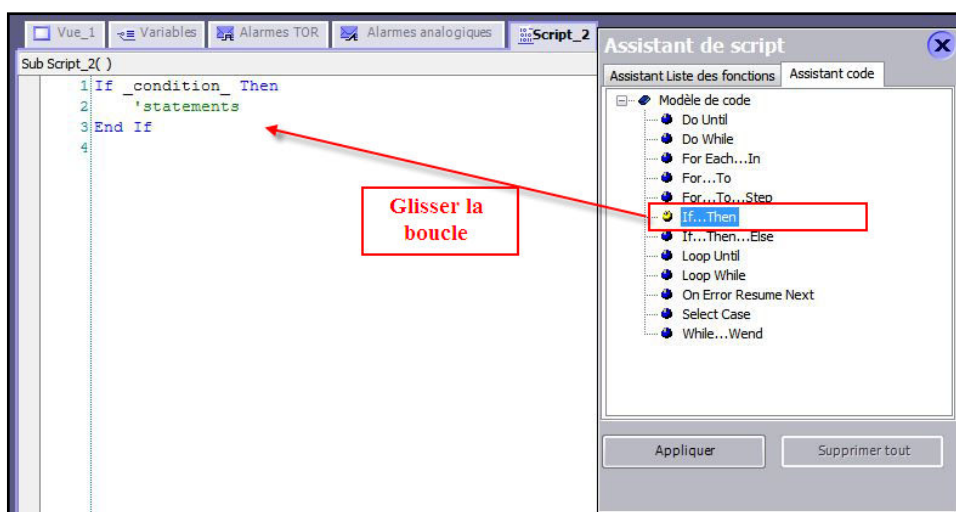 Vue_1
Variables
Alarmes TOR
Alarmes analogiques
Script_2
Sub Script_2( )
1 If _condition_ Then
2 'statements
3 End If
4
Glisser la
boucle
Assistant de script
Assistant Liste des fonctions
Assistant code
Modèle de code
Do Until
Do While
For Each...In
For...To
For...To...Step
If...Then
If...Then...Else
Loop Until
Loop While
On Error Resume Next
Select Case
While...Wend
Appliquer
Supprimer tout